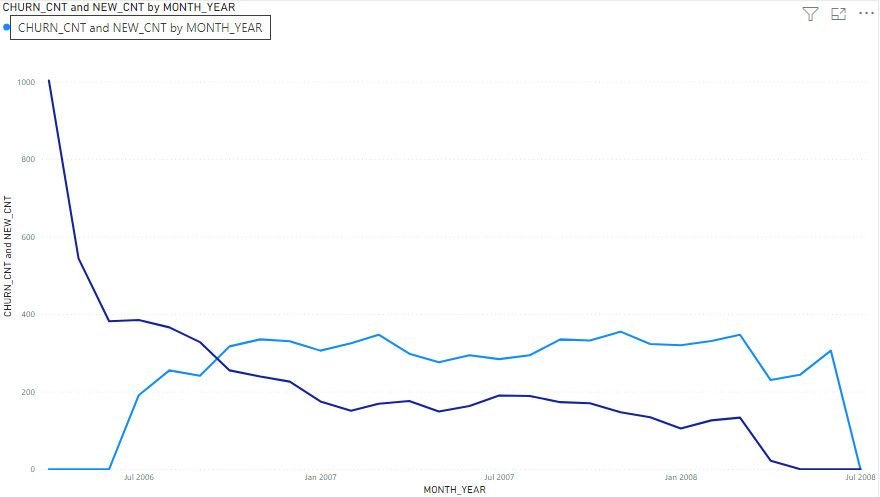 CHURN_CNT and NEW_CNT by MONTH_YEAR
CHURN_CNT and NEW_CNT by MONTH_YEAR
CHURN_CNT and NEW_CNT
1000
800
600
400
200
0
Jul 2006
Jan 2007
Jul 2007
Jan 2008
Jul 2008
MONTH_YEAR